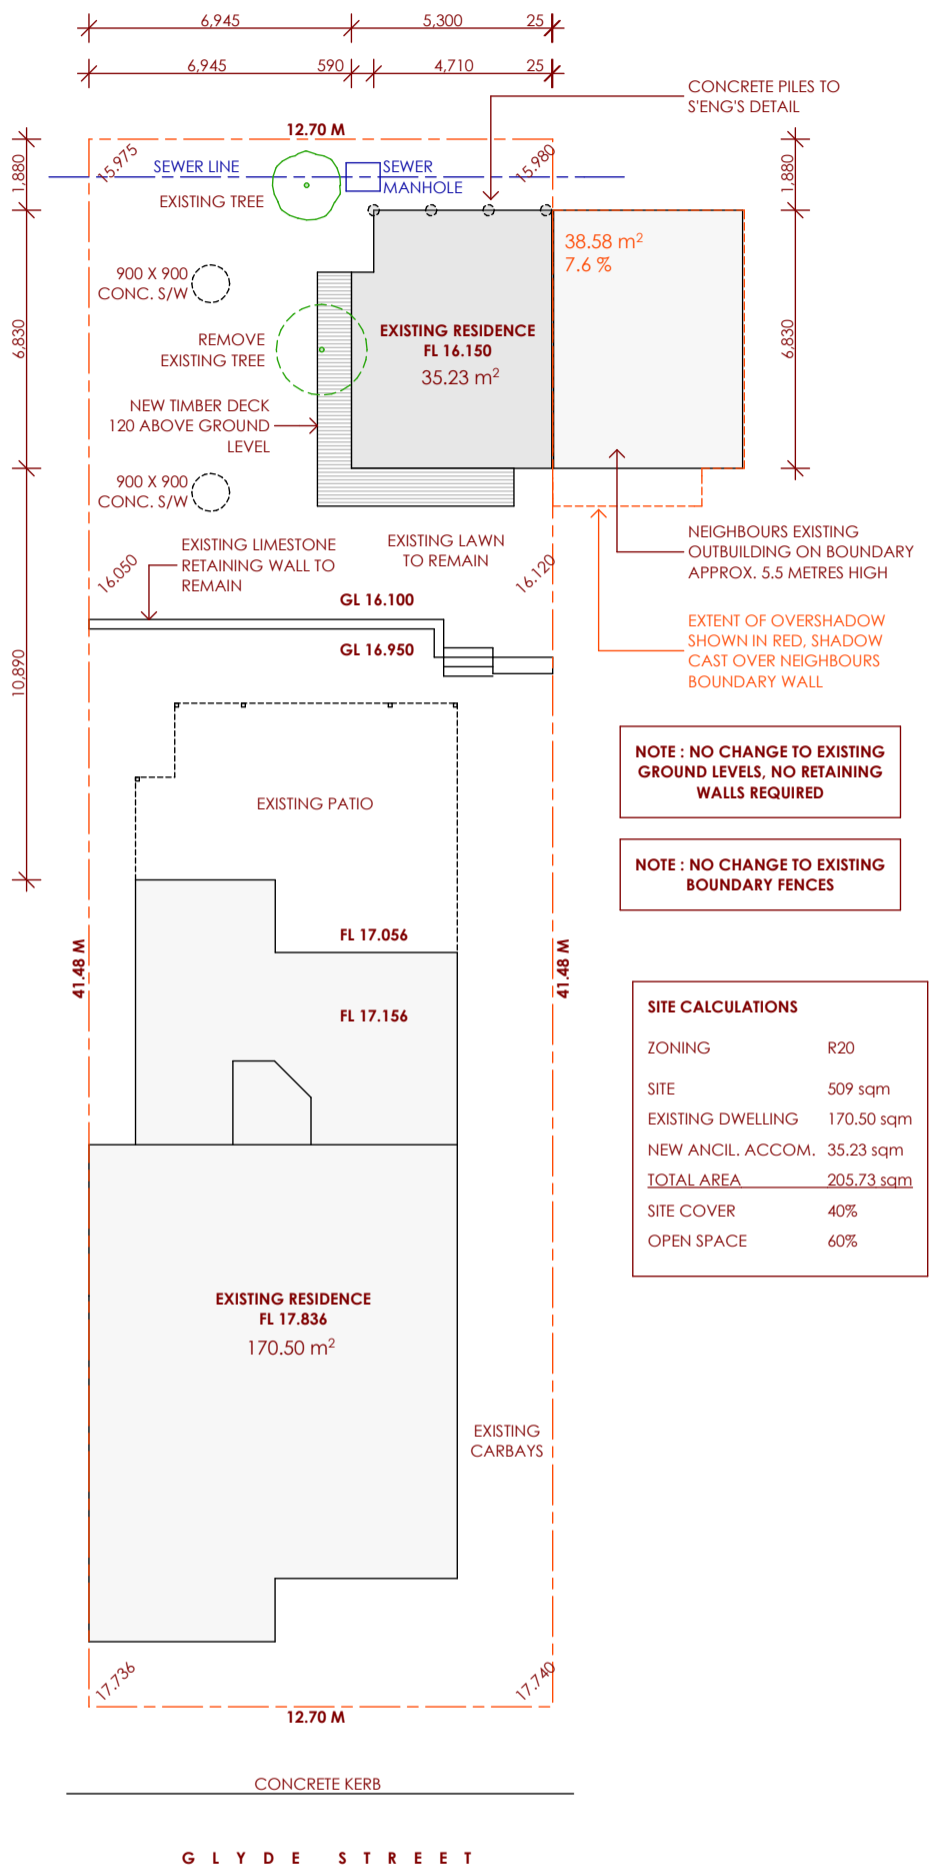 6,945 5,300 25
6,945 590 4,710 25
CONCRETE PILES TO
S'ENG'S DETAIL
12.70 M
1,880
15.975
SEWER LINE
SEWER
MANHOLE
15.980
1,880
EXISTING TREE
38.58 m²
7.6 %
900 X 900
CONC. S/W
6,830
REMOVE
EXISTING TREE
EXISTING RESIDENCE
FL 16.150
35.23 m²
6,830
NEW TIMBER DECK
120 ABOVE GROUND
LEVEL
900 X 900
CONC. S/W
NEIGHBOURS EXISTING
OUTBUILDING ON BOUNDARY
APPROX. 5.5 METRES HIGH
EXISTING LIMESTONE
RETAINING WALL TO
REMAIN
EXISTING LAWN
TO REMAIN
16.050
16.120
GL 16.100
GL 16.950
EXTENT OF OVERSHADOW
SHOWN IN RED, SHADOW
CAST OVER NEIGHBOURS
BOUNDARY WALL
10,890
NOTE : NO CHANGE TO EXISTING
GROUND LEVELS, NO RETAINING
WALLS REQUIRED
EXISTING PATIO
NOTE : NO CHANGE TO EXISTING
BOUNDARY FENCES
FL 17.056
41.48 M
41.48 M
FL 17.156
SITE CALCULATIONS
ZONING R20
SITE 509 sqm
EXISTING DWELLING 170.50 sqm
NEW ANCIL. ACCOM. 35.23 sqm
TOTAL AREA 205.73 sqm
SITE COVER 40%
OPEN SPACE 60%
EXISTING RESIDENCE
FL 17.836
170.50 m²
EXISTING
CARBAYS
17.736
17.740
12.70 M
CONCRETE KERB
GLYDE STREET